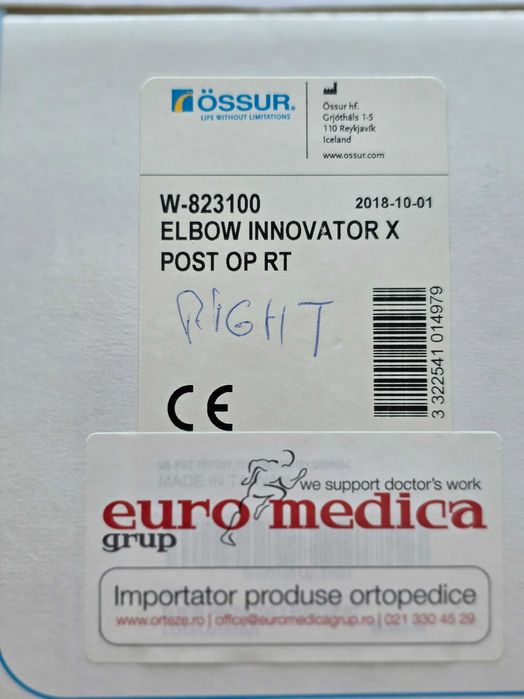 ÖSSUR.
LIFE WITHOUT LIMITATIONS
Össur hf.
Grjótháls 1-5
110 Reykjavík
Iceland
www.ossur.com
W-823100
2018-10-01
ELBOW INNOVATOR X
POST OP RT
RIGHT
3 322541 014979
CE
MADE IN
we support doctor's work
euromedica
grup
Importator produse ortopedice
www.orteze.ro | office@euromedicagrup.ro | 021 330 45 29